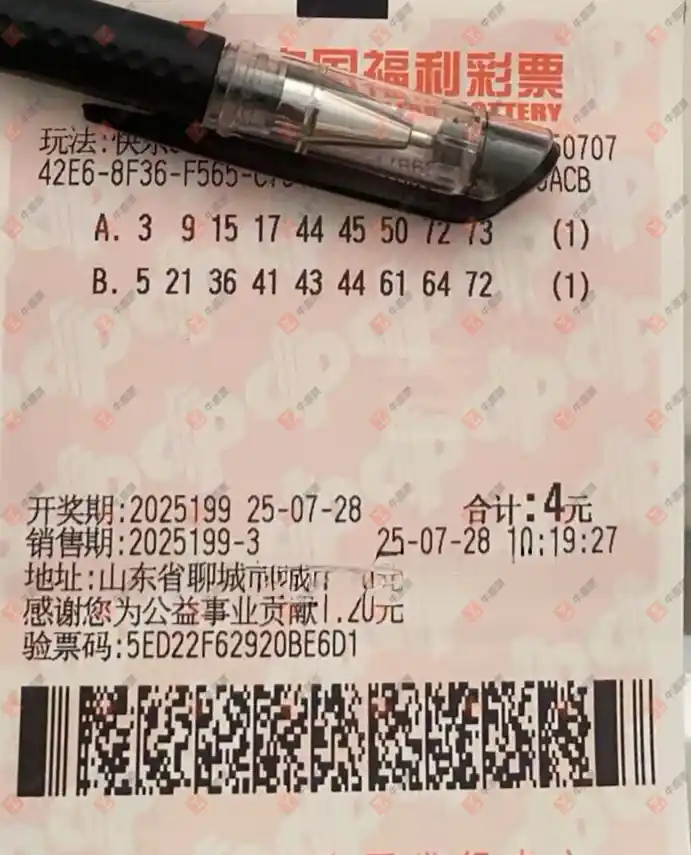 国福利彩票
OTTERY
玩法:快乐 50707
42E6-8F36-F565- ACB
A. 3 9 15 17 44 45 50 72 73 (1)
B. 5 21 36 41 43 44 61 64 72 (1)
开奖期:2025199 25-07-28 合计:4元
销售期:2025199-3 25-07-28 10:19:27
地址:山东省聊城市
感谢您为公益事业贡献1.20元
验票码:5ED22F62920BE6D1